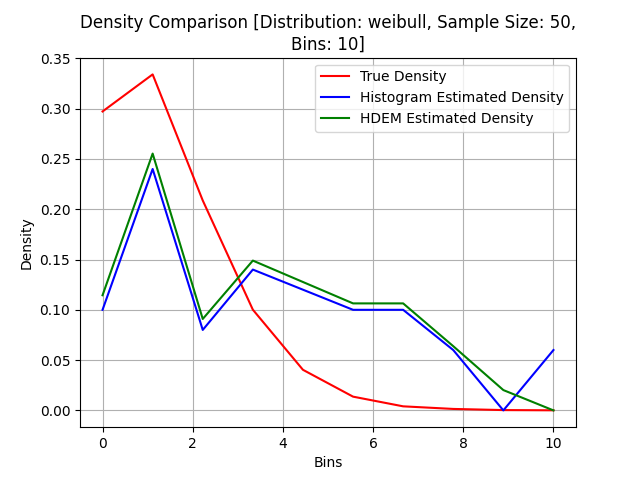 Density Comparison [Distribution: weibull, Sample Size: 50,
Bins: 10]
True Density
Histogram Estimated Density
HDEM Estimated Density
Density
0.35
0.30
0.25
0.20
0.15
0.10
0.05
0.00
0 2 4 6 8 10
Bins